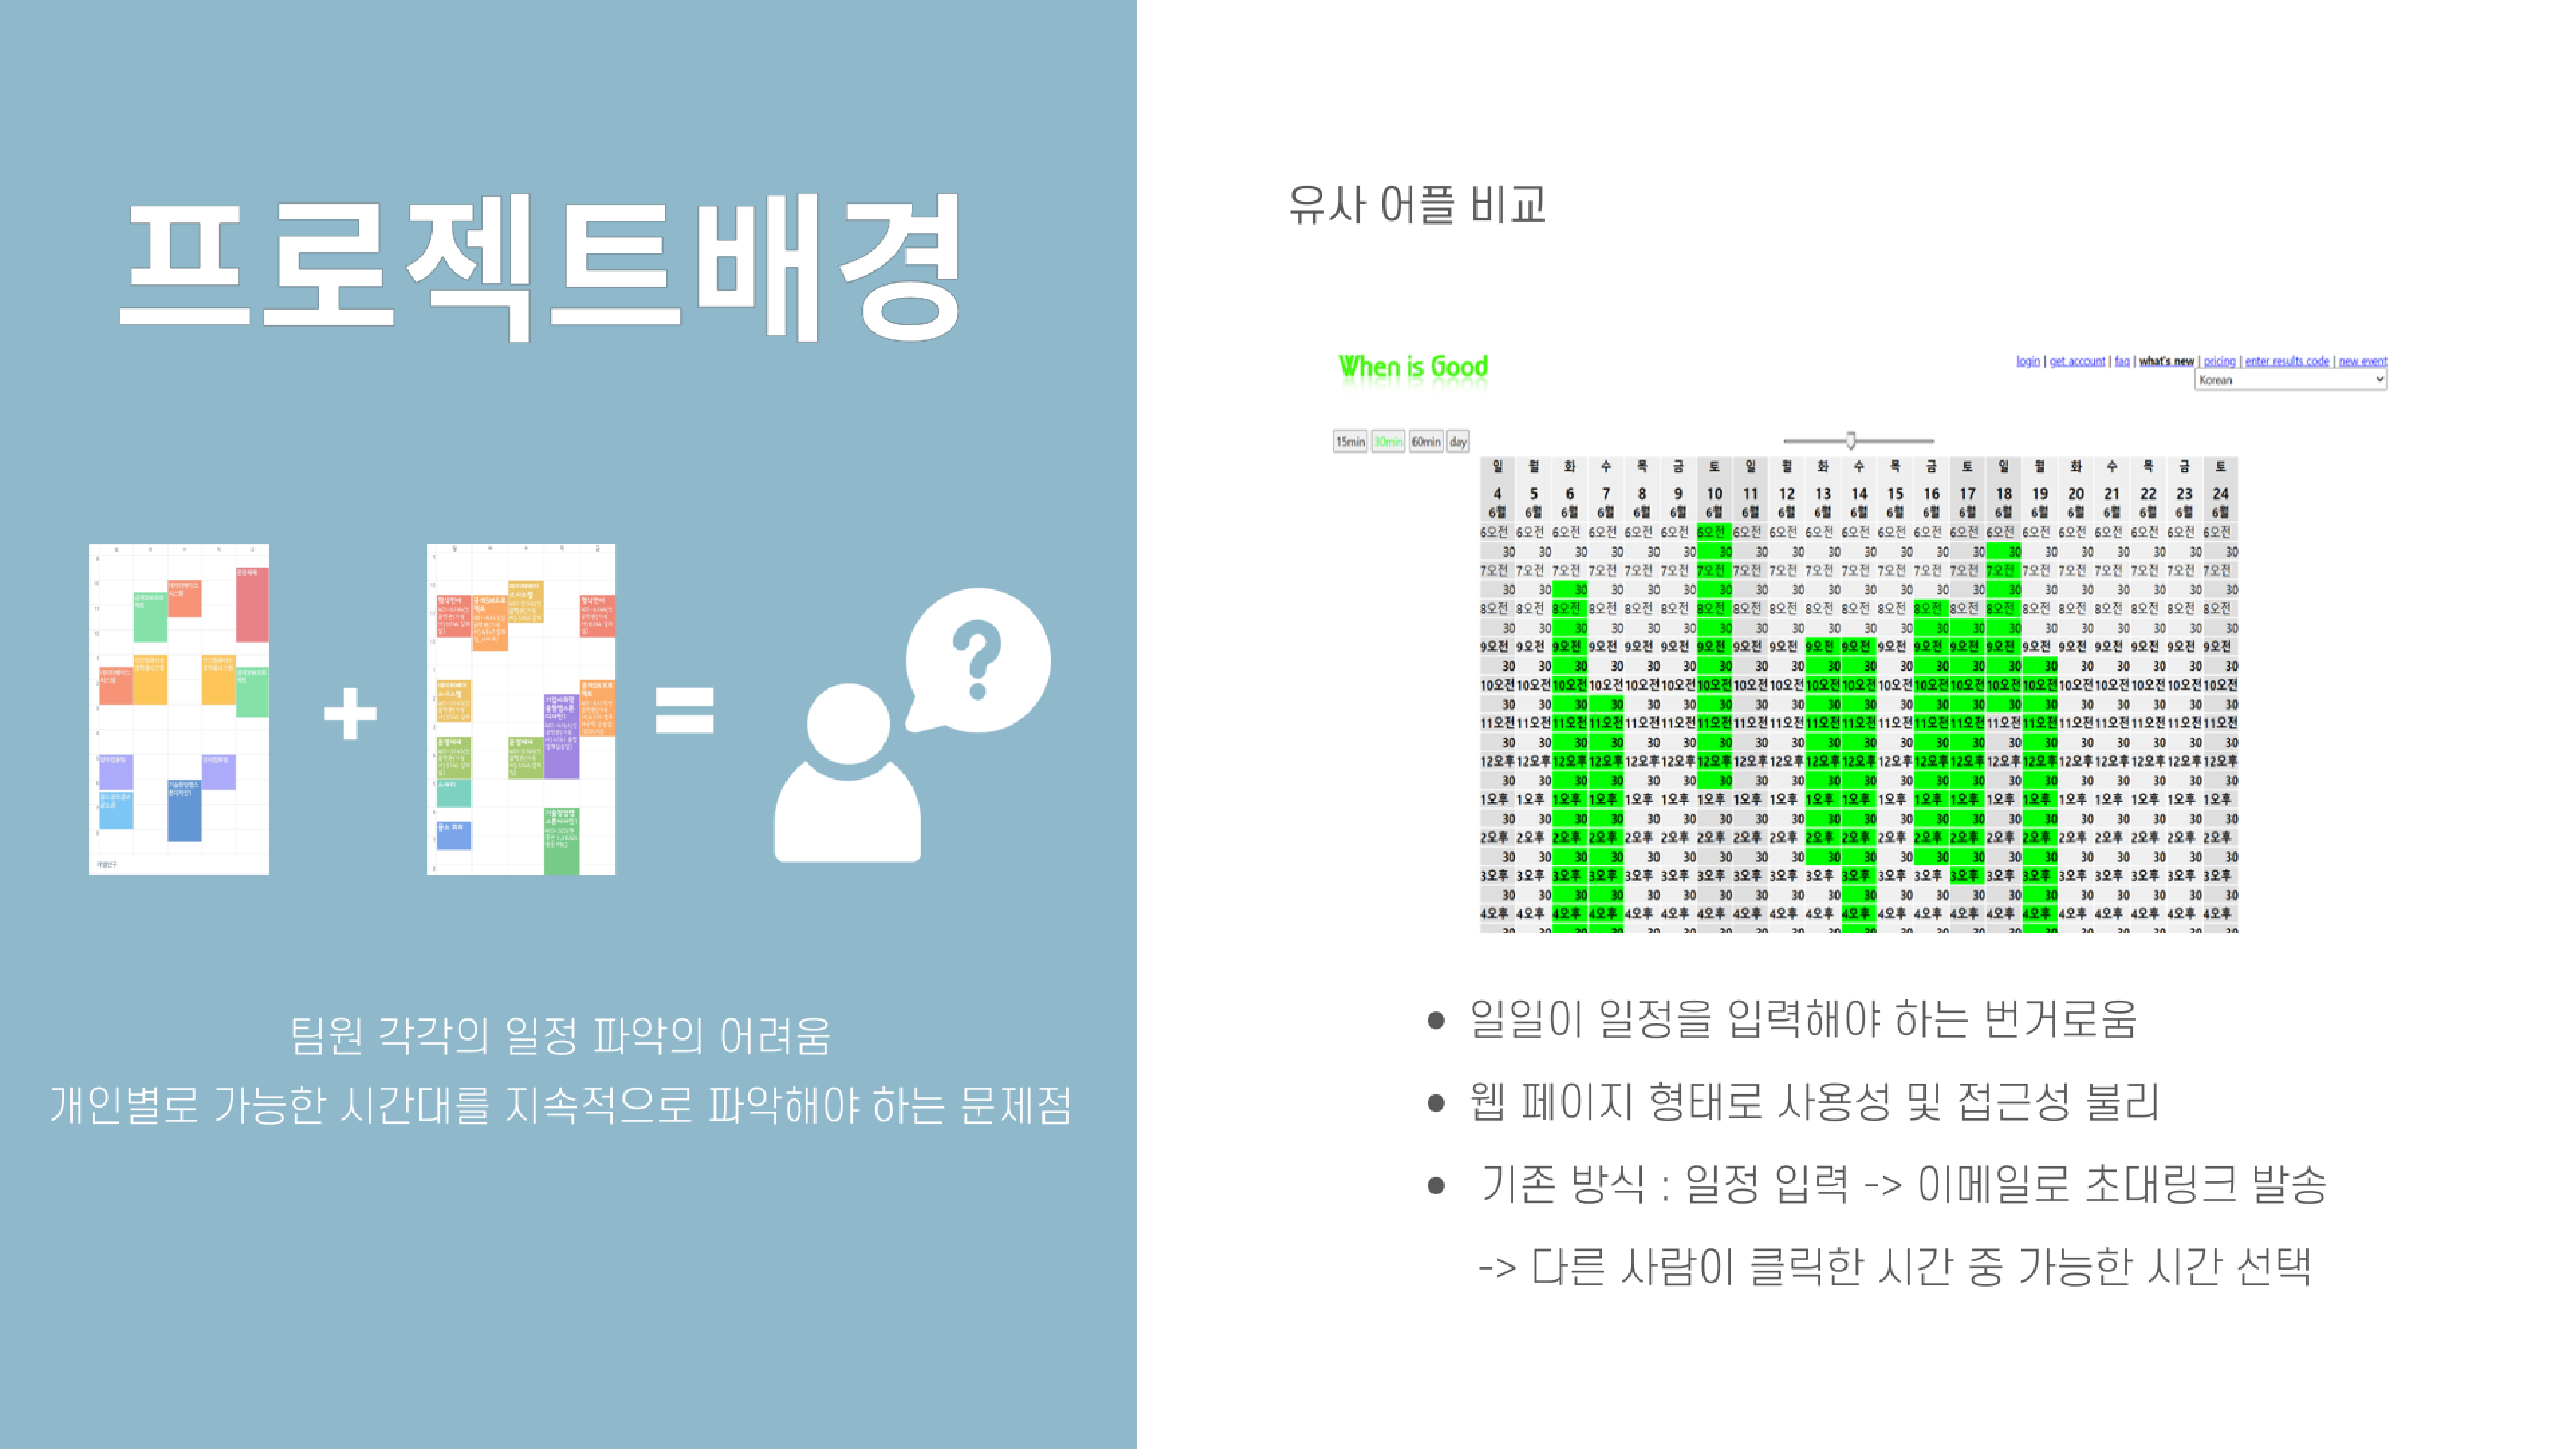 프로젝트배경
팀원 각각의 일정 파악의 어려움
개인별로 가능한 시간대를 지속적으로 파악해야 하는 문제점
유사 어플 비교
When is Good
login | get account | faq | what's new | pricing | enter results code | new event
Korean
15min 30min 60min day
일 월 화 수 목 금 토 일 월 화 수 목 금 토 일 월 화 수 목 금 토
4 5 6 7 8 9 10 11 12 13 14 15 16 17 18 19 20 21 22 23 24
6월 6월 6월 6월 6월 6월 6월 6월 6월 6월 6월 6월 6월 6월 6월 6월 6월 6월 6월 6월 6월
6오전 6오전 6오전 6오전 6오전 6오전 6오전 6오전 6오전 6오전 6오전 6오전 6오전 6오전 6오전 6오전 6오전 6오전 6오전 6오전 6오전
30 30 30 30 30 30 30 30 30 30 30 30 30 30 30 30 30 30 30 30 30
7오전 7오전 7오전 7오전 7오전 7오전 7오전 7오전 7오전 7오전 7오전 7오전 7오전 7오전 7오전 7오전 7오전 7오전 7오전 7오전 7오전
30 30 30 30 30 30 30 30 30 30 30 30 30 30 30 30 30 30 30 30 30
8오전 8오전 8오전 8오전 8오전 8오전 8오전 8오전 8오전 8오전 8오전 8오전 8오전 8오전 8오전 8오전 8오전 8오전 8오전 8오전 8오전
30 30 30 30 30 30 30 30 30 30 30 30 30 30 30 30 30 30 30 30 30
9오전 9오전 9오전 9오전 9오전 9오전 9오전 9오전 9오전 9오전 9오전 9오전 9오전 9오전 9오전 9오전 9오전 9오전 9오전 9오전 9오전
30 30 30 30 30 30 30 30 30 30 30 30 30 30 30 30 30 30 30 30 30
10오전 10오전 10오전 10오전 10오전 10오전 10오전 10오전 10오전 10오전 10오전 10오전 10오전 10오전 10오전 10오전 10오전 10오전 10오전 10오전 10오전
30 30 30 30 30 30 30 30 30 30 30 30 30 30 30 30 30 30 30 30 30
11오전 11오전 11오전 11오전 11오전 11오전 11오전 11오전 11오전 11오전 11오전 11오전 11오전 11오전 11오전 11오전 11오전 11오전 11오전 11오전 11오전
30 30 30 30 30 30 30 30 30 30 30 30 30 30 30 30 30 30 30 30 30
12오후 12오후 12오후 12오후 12오후 12오후 12오후 12오후 12오후 12오후 12오후 12오후 12오후 12오후 12오후 12오후 12오후 12오후 12오후 12오후 12오후
30 30 30 30 30 30 30 30 30 30 30 30 30 30 30 30 30 30 30 30 30
1오후 1오후 1오후 1오후 1오후 1오후 1오후 1오후 1오후 1오후 1오후 1오후 1오후 1오후 1오후 1오후 1오후 1오후 1오후 1오후 1오후
30 30 30 30 30 30 30 30 30 30 30 30 30 30 30 30 30 30 30 30 30
2오후 2오후 2오후 2오후 2오후 2오후 2오후 2오후 2오후 2오후 2오후 2오후 2오후 2오후 2오후 2오후 2오후 2오후 2오후 2오후 2오후
30 30 30 30 30 30 30 30 30 30 30 30 30 30 30 30 30 30 30 30 30
3오후 3오후 3오후 3오후 3오후 3오후 3오후 3오후 3오후 3오후 3오후 3오후 3오후 3오후 3오후 3오후 3오후 3오후 3오후 3오후 3오후
30 30 30 30 30 30 30 30 30 30 30 30 30 30 30 30 30 30 30 30 30
4오후 4오후 4오후 4오후 4오후 4오후 4오후 4오후 4오후 4오후 4오후 4오후 4오후 4오후 4오후 4오후 4오후 4오후 4오후 4오후 4오후
30 30 30 30 30 30 30 30 30 30 30 30 30 30 30 30 30 30 30 30 30
● 일일이 일정을 입력해야 하는 번거로움
● 웹 페이지 형태로 사용성 및 접근성 불리
● 기존 방식 : 일정 입력 -> 이메일로 초대링크 발송
-> 다른 사람이 클릭한 시간 중 가능한 시간 선택